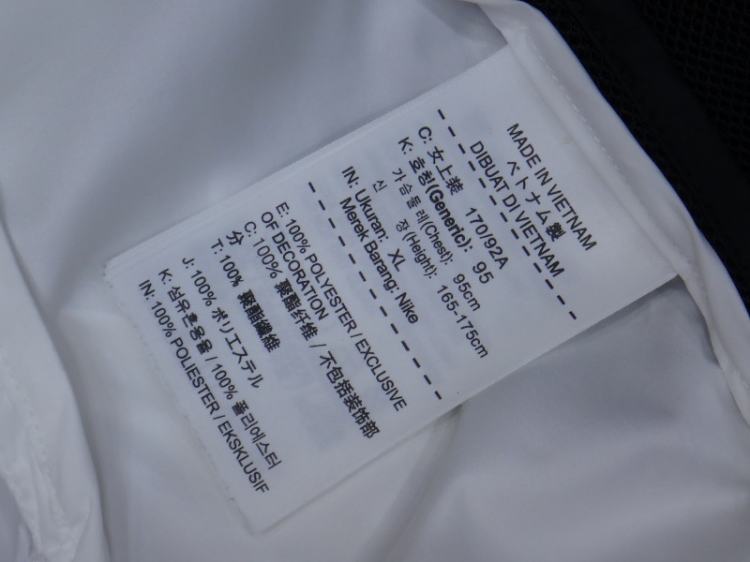 MADE IN VIETNAM
ベトナム製
DIBUAT DI VIETNAM
C: 女上装 170/92A
K: 호칭(Generic): 95
가슴둘레(Chest): 95cm
신 장(Height): 165-175cm
IN: Ukuran: XL
Merek Barang: Nike
E: 100% POLYESTER / EXCLUSIVE
OF DECORATION
C: 100% 聚酯纤维 / 不包括装饰部
分
T: 100% 聚酯纖維
J: 100% ポリエステル
K: 섬유혼용율 / 100% 폴리에스터
IN: 100% POLIESTER / EKSKLUSIF